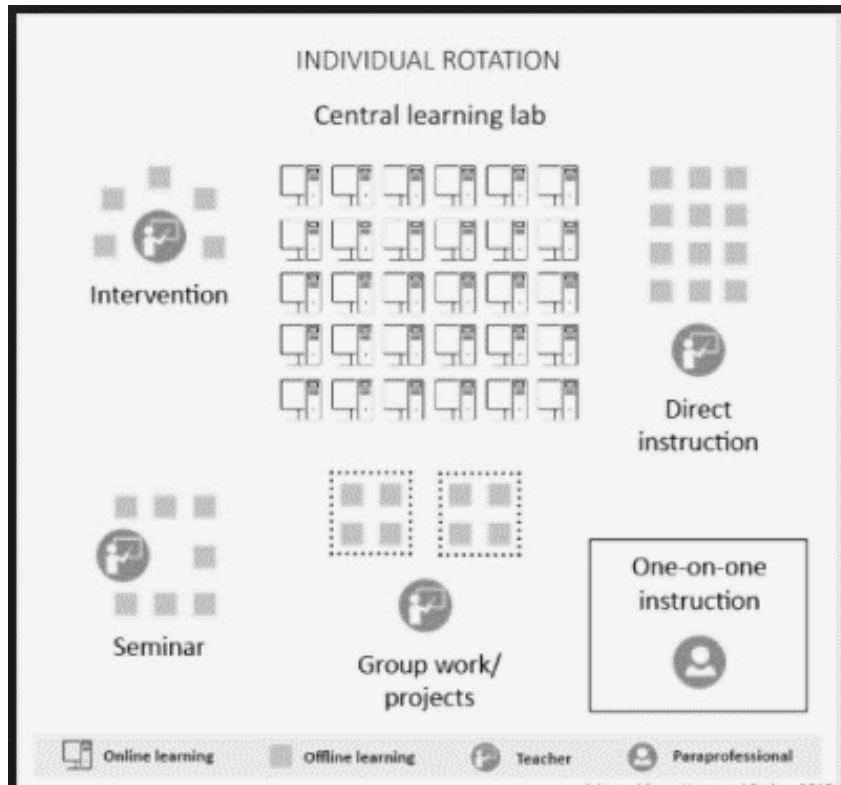 INDIVIDUAL ROTATION
Central learning lab
Intervention
Direct
instruction
Seminar
Group work/
projects
One-on-one
instruction
Online learning
Offline learning
Teacher
Paraprofessional